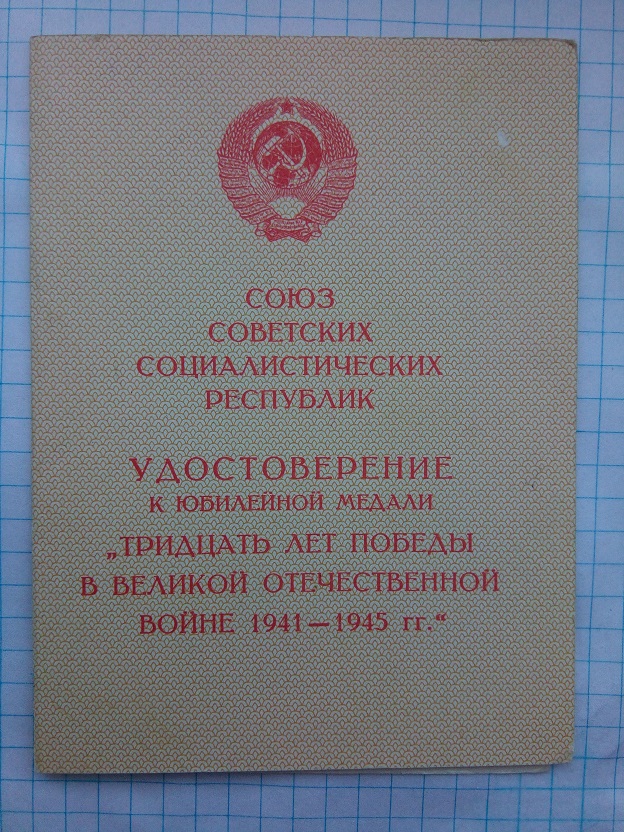 СОЮЗ
СОВЕТСКИХ
СОЦИАЛИСТИЧЕСКИХ
РЕСПУБЛИК
УДОСТОВЕРЕНИЕ
К ЮБИЛЕЙНОЙ МЕДАЛИ
„ТРИДЦАТЬ ЛЕТ ПОБЕДЫ
В ВЕЛИКОЙ ОТЕЧЕСТВЕННОЙ
ВОЙНЕ 1941—1945 гг.“